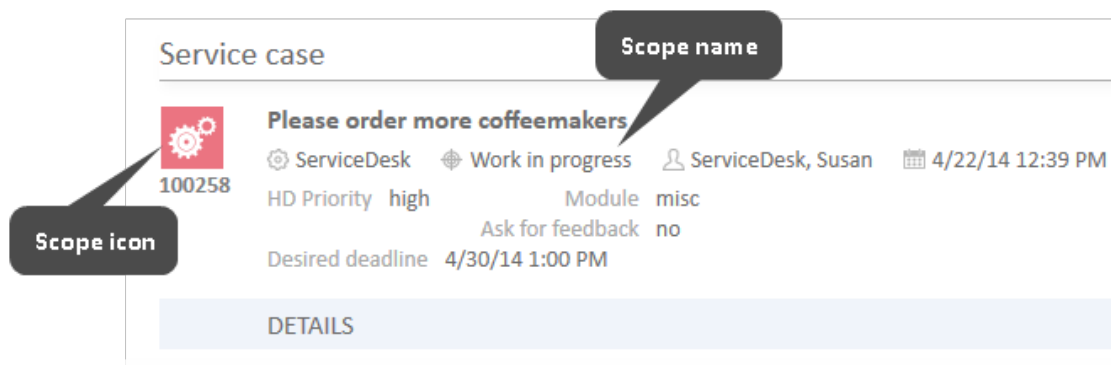 Service case
Scope name
Please order more coffeemakers
ServiceDesk Work in progress ServiceDesk, Susan 4/22/14 12:39 PM
100258
HD Priority high Module misc
Ask for feedback no
Scope icon
Desired deadline 4/30/14 1:00 PM
DETAILS